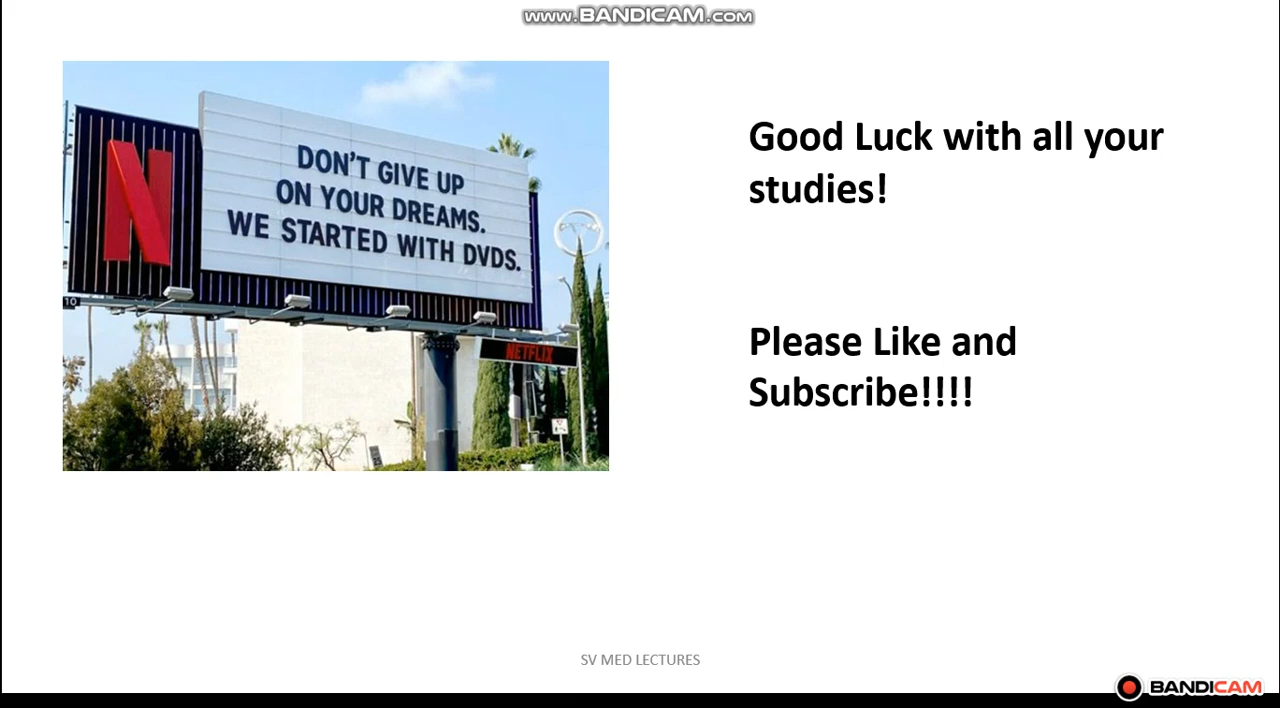 www.BANDICAM.com
N
DON'T GIVE UP
ON YOUR DREAMS.
WE STARTED WITH DVDS.
10
NETFLIX
Good Luck with all your
studies!
Please Like and
Subscribe!!!!
SV MED LECTURES
BANDICAM